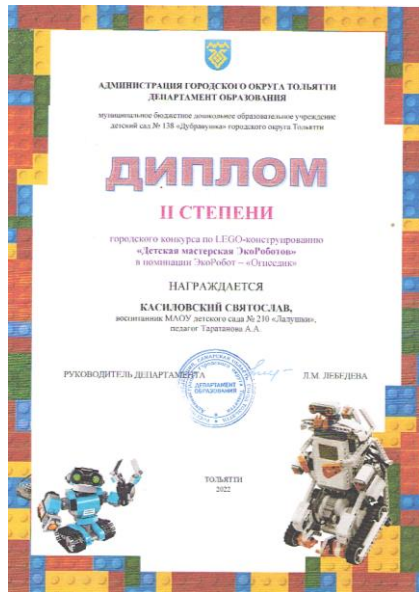 АДМИНИСТРАЦИЯ ГОРОДСКОГО ОКРУГА ТОЛЬЯТТИ
ДЕПАРТАМЕНТ ОБРАЗОВАНИЯ
муниципальное бюджетное дошкольное образовательное учреждение
детский сад № 138 «Дубравушка» городского округа Тольятти
ДИПЛОМ
II СТЕПЕНИ
городского конкурса по LEGO-конструированию
«Детская мастерская ЭкоРоботов»
в номинации ЭкоРобот – «Огнеедик»
НАГРАЖДАЕТСЯ
КАСИЛОВСКИЙ СВЯТОСЛАВ,
воспитанник МАОУ детского сада № 210 «Ладушки»,
педагог Таратанова А.А.
РУКОВОДИТЕЛЬ ДЕПАРТАМЕНТА
Л.М. ЛЕБЕДЕВА
ДЕПАРТАМЕНТ
ОБРАЗОВАНИЯ
ТОЛЬЯТТИ
2022